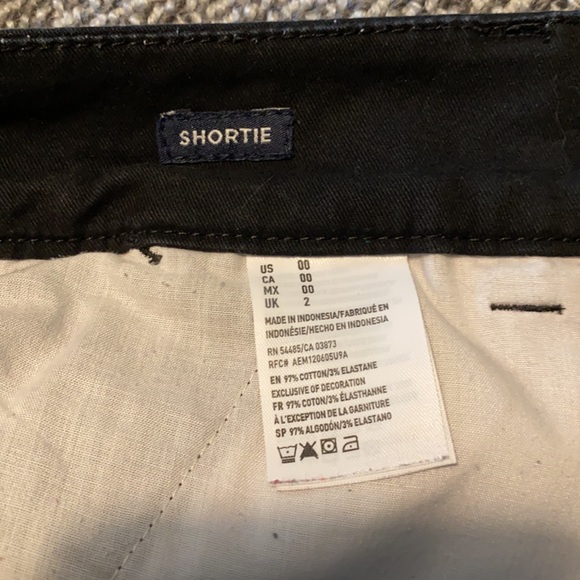 SHORTIE
US 00
CA 00
MX 00
UK 2
MADE IN INDONESIA/FABRIQUÉ EN
INDONÉSIE/HECHO EN INDONESIA
RN 54485/CA 03873
RFC# AEM120605U9A
EN 97% COTTON/3% ELASTANE
EXCLUSIVE OF DECORATION
FR 97% COTON/3% ÉLASTHANNE
À L'EXCEPTION DE LA GARNITURE
SP 97% ALGODÓN/3% ELASTANO